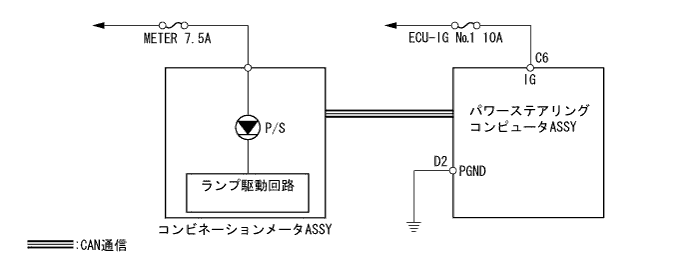 METER 7.5A
ECU-IG No.1 10A
C6
IG
P/S
パワーステアリング
コンピュータASSY
D2
PGND
ランプ駆動回路
コンビネーションメータASSY
:CAN通信